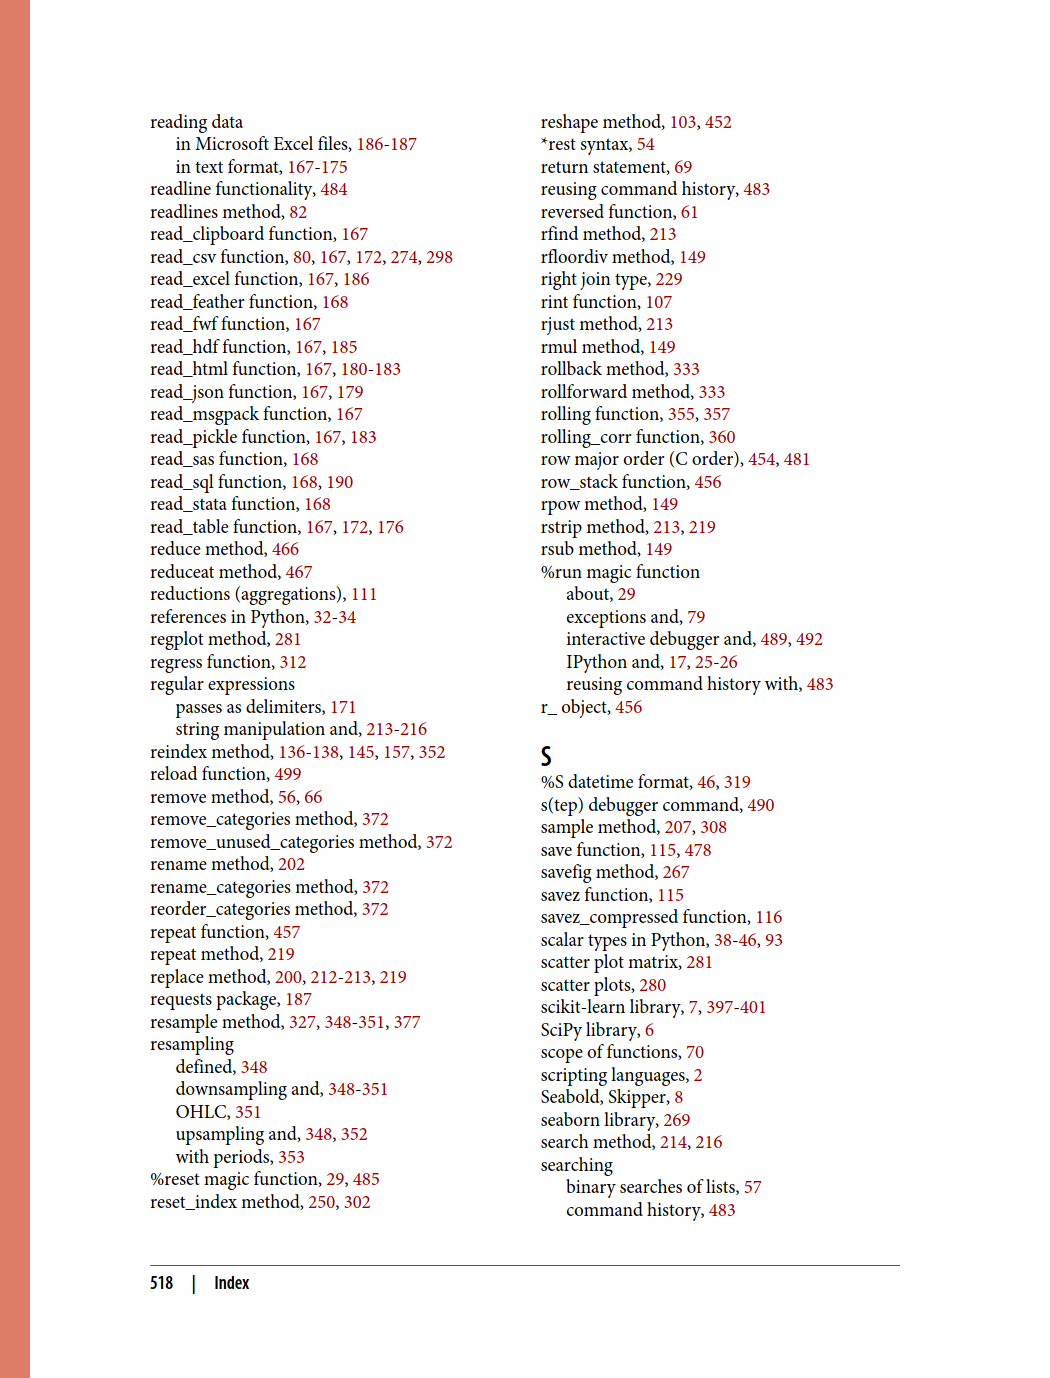 reading data
in Microsoft Excel files, 186-187
in text format, 167-175
readline functionality, 484
readlines method, 82
read_clipboard function, 167
read_csv function, 80, 167, 172, 274, 298
read_excel function, 167, 186
read_feather function, 168
read_fwf function, 167
read_hdf function, 167, 185
read_html function, 167, 180-183
read_json function, 167, 179
read_msgpack function, 167
read_pickle function, 167, 183
read_sas function, 168
read_sql function, 168, 190
read_stata function, 168
read_table function, 167, 172, 176
reduce method, 466
reduceat method, 467
reductions (aggregations), 111
references in Python, 32-34
regplot method, 281
regress function, 312
regular expressions
passes as delimiters, 171
string manipulation and, 213-216
reindex method, 136-138, 145, 157, 352
reload function, 499
remove method, 56, 66
remove_categories method, 372
remove_unused_categories method, 372
rename method, 202
rename_categories method, 372
reorder_categories method, 372
repeat function, 457
repeat method, 219
replace method, 200, 212-213, 219
requests package, 187
resample method, 327, 348-351, 377
resampling
defined, 348
downsampling and, 348-351
OHLC, 351
upsampling and, 348, 352
with periods, 353
%reset magic function, 29, 485
reset_index method, 250, 302
reshape method, 103, 452
*rest syntax, 54
return statement, 69
reusing command history, 483
reversed function, 61
rfind method, 213
rfloordiv method, 149
right join type, 229
rint function, 107
rjust method, 213
rmul method, 149
rollback method, 333
rollforward method, 333
rolling function, 355, 357
rolling_corr function, 360
row major order (C order), 454, 481
row_stack function, 456
rpow method, 149
rstrip method, 213, 219
rsub method, 149
%run magic function
about, 29
exceptions and, 79
interactive debugger and, 489, 492
IPython and, 17, 25-26
reusing command history with, 483
r_ object, 456
S
%S datetime format, 46, 319
s(tep) debugger command, 490
sample method, 207, 308
save function, 115, 478
savefig method, 267
savez function, 115
savez_compressed function, 116
scalar types in Python, 38-46, 93
scatter plot matrix, 281
scatter plots, 280
scikit-learn library, 7, 397-401
SciPy library, 6
scope of functions, 70
scripting languages, 2
Seabold, Skipper, 8
seaborn library, 269
search method, 214, 216
searching
binary searches of lists, 57
command history, 483
518 | Index